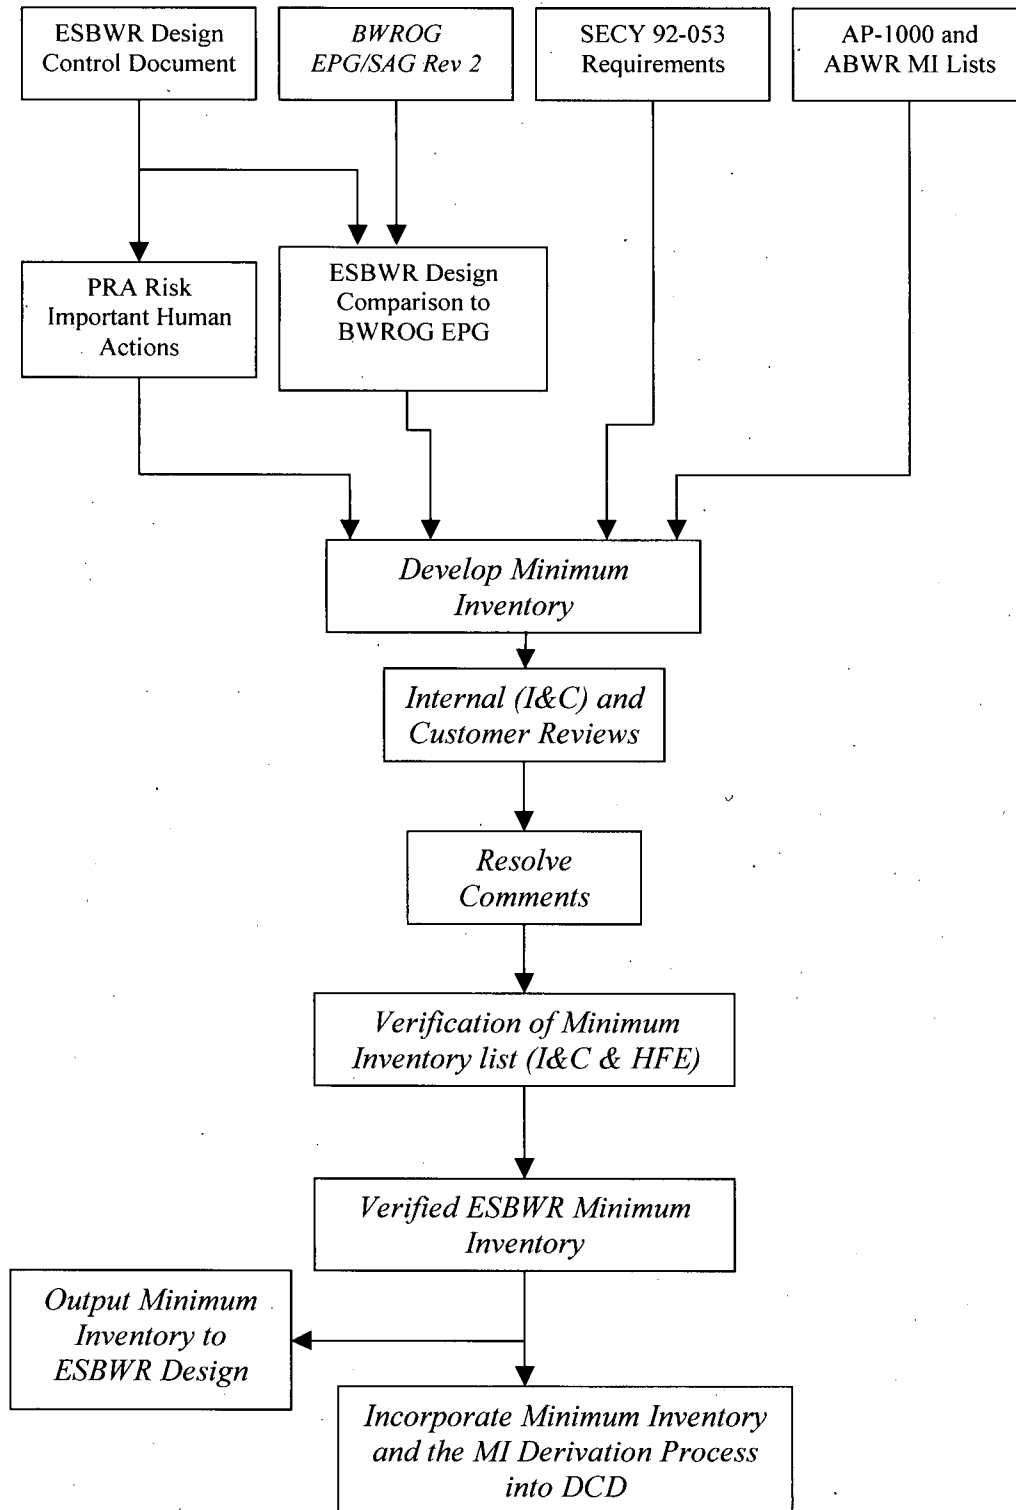 ESBWR Design
Control Document
BWROG
EPG/SAG Rev 2
SECY 92-053
Requirements
AP-1000 and
ABWR MI Lists
PRA Risk
Important Human
Actions
ESBWR Design
Comparison to
BWROG EPG
Develop Minimum
Inventory
Internal (I&C) and
Customer Reviews
Resolve
Comments
Verification of Minimum
Inventory list (I&C & HFE)
Verified ESBWR Minimum
Inventory
Output Minimum
Inventory to
ESBWR Design
Incorporate Minimum Inventory
and the MI Derivation Process
into DCD